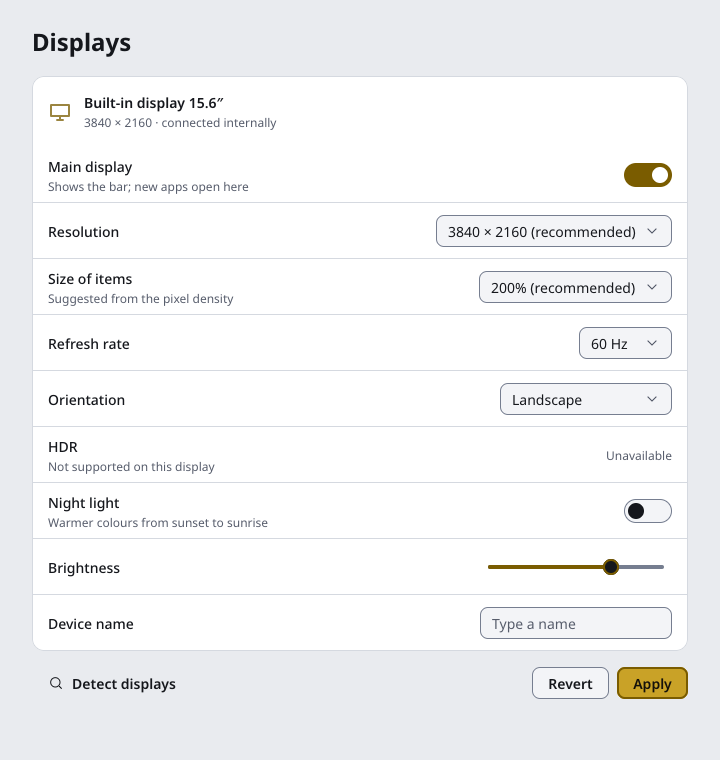 Displays
Built-in display 15.6″
3840 × 2160 · connected internally
Main display
Shows the bar; new apps open here
Resolution
3840 × 2160 (recommended)
Size of items
Suggested from the pixel density
200% (recommended)
Refresh rate
60 Hz
Orientation
Landscape
HDR
Not supported on this display
Unavailable
Night light
Warmer colours from sunset to sunrise
Brightness
Device name
Type a name
Detect displays
Revert
Apply